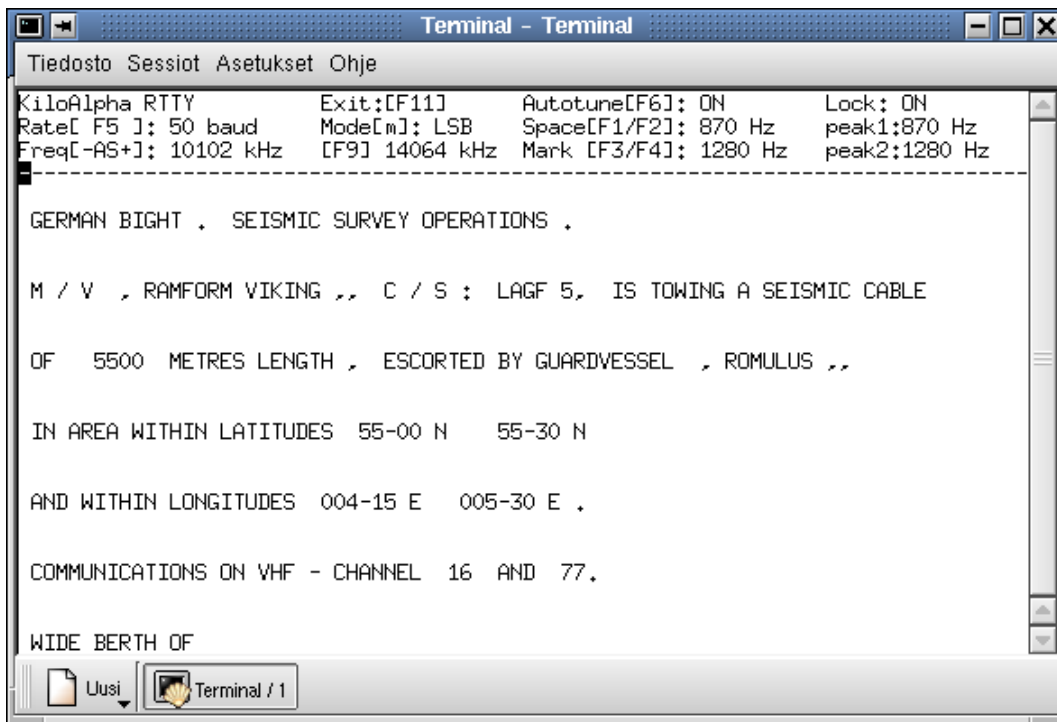 Terminal - Terminal
Tiedosto Sessiot Asetukset Ohje
KiloAlpha RTTY Exit:[F11] Autotune[F6]: ON Lock: ON
Rate[ F5 ]: 50 baud Mode[m]: LSB Space[F1/F2]: 870 Hz peak1:870 Hz
Freq[-AS+]: 10102 kHz [F9] 14064 kHz Mark [F3/F4]: 1280 Hz peak2:1280 Hz
--------------------------------------------------------------------------------
GERMAN BIGHT . SEISMIC SURVEY OPERATIONS .
M / V , RAMFORM VIKING ,, C / S : LAGF 5, IS TOWING A SEISMIC CABLE
OF 5500 METRES LENGTH , ESCORTED BY GUARDVESSEL , ROMULUS ,,
IN AREA WITHIN LATITUDES 55-00 N 55-30 N
AND WITHIN LONGITUDES 004-15 E 005-30 E .
COMMUNICATIONS ON VHF - CHANNEL 16 AND 77.
WIDE BERTH OF
Uusi Terminal / 1